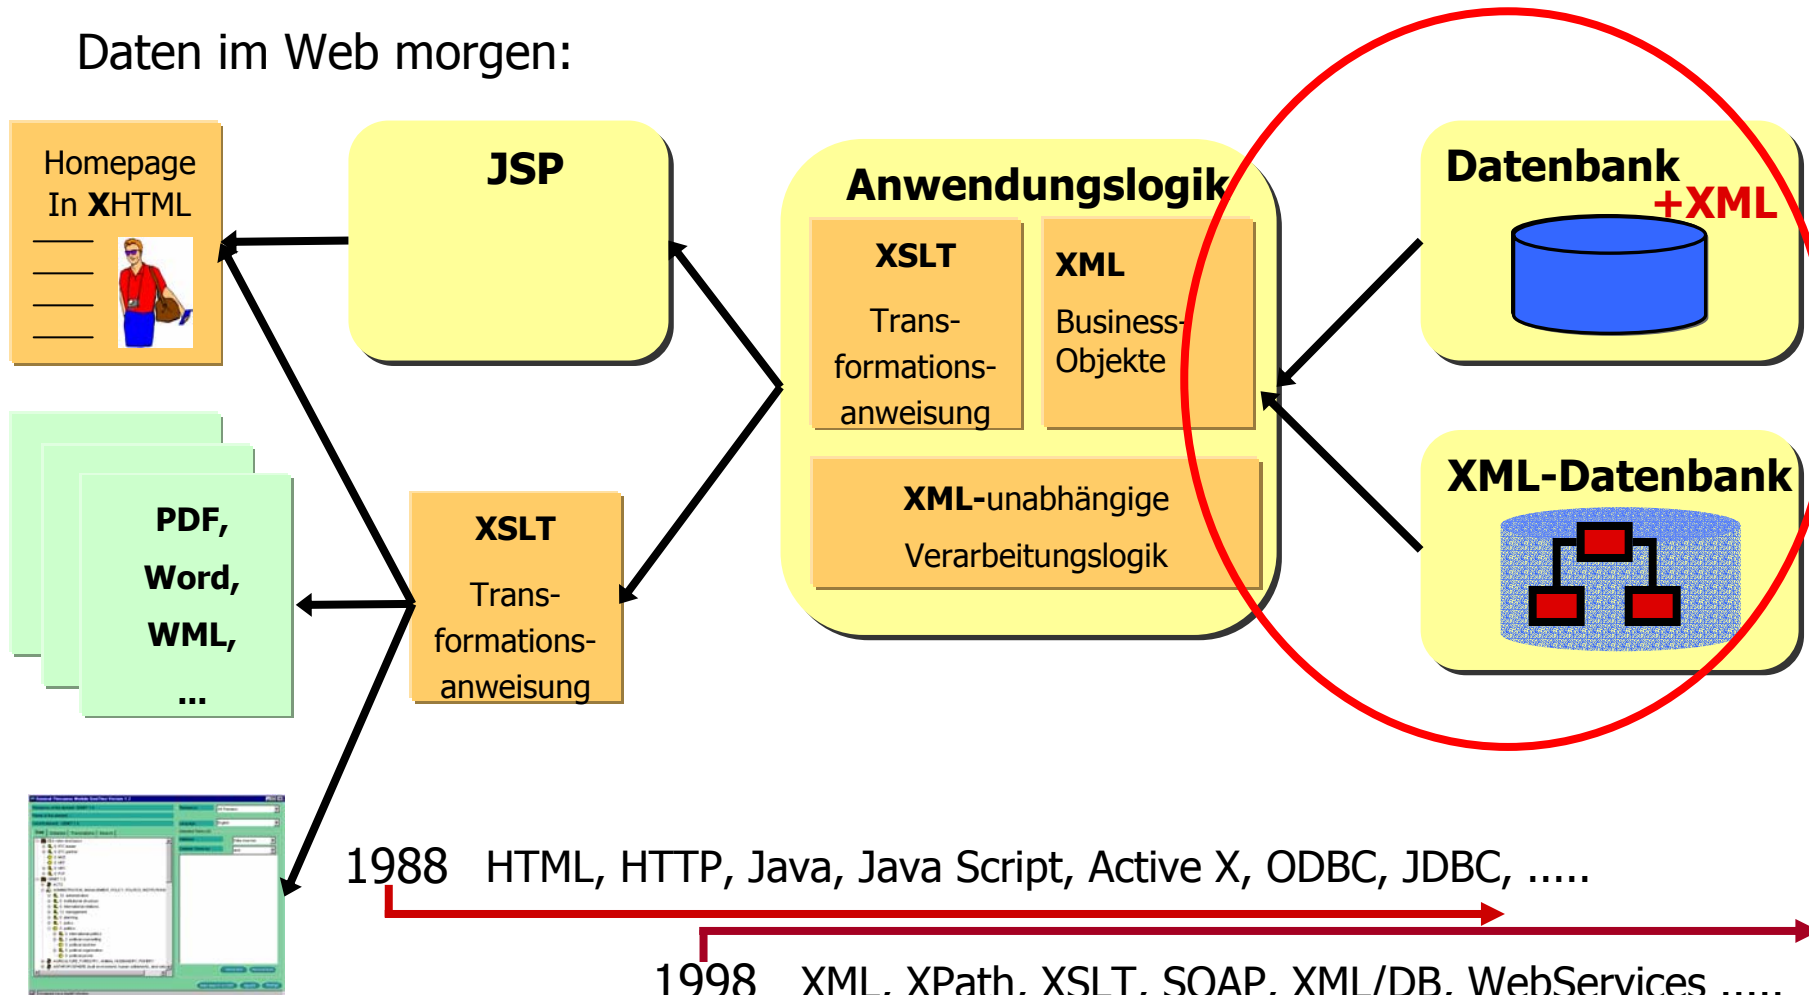 Daten im Web morgen:
Homepage
In XHTML
JSP
Anwendungslogik
XSLT
Trans-
formations-
anweisung
XML
Business-
Objekte
XML-unabhängige
Verarbeitungslogik
Datenbank
+XML
XML-Datenbank
PDF,
Word,
WML,
...
XSLT
Trans-
formations-
anweisung
1988 HTML, HTTP, Java, Java Script, Active X, ODBC, JDBC, .....
1998 XML, XPath, XSLT, SOAP, XML/DB, WebServices .....